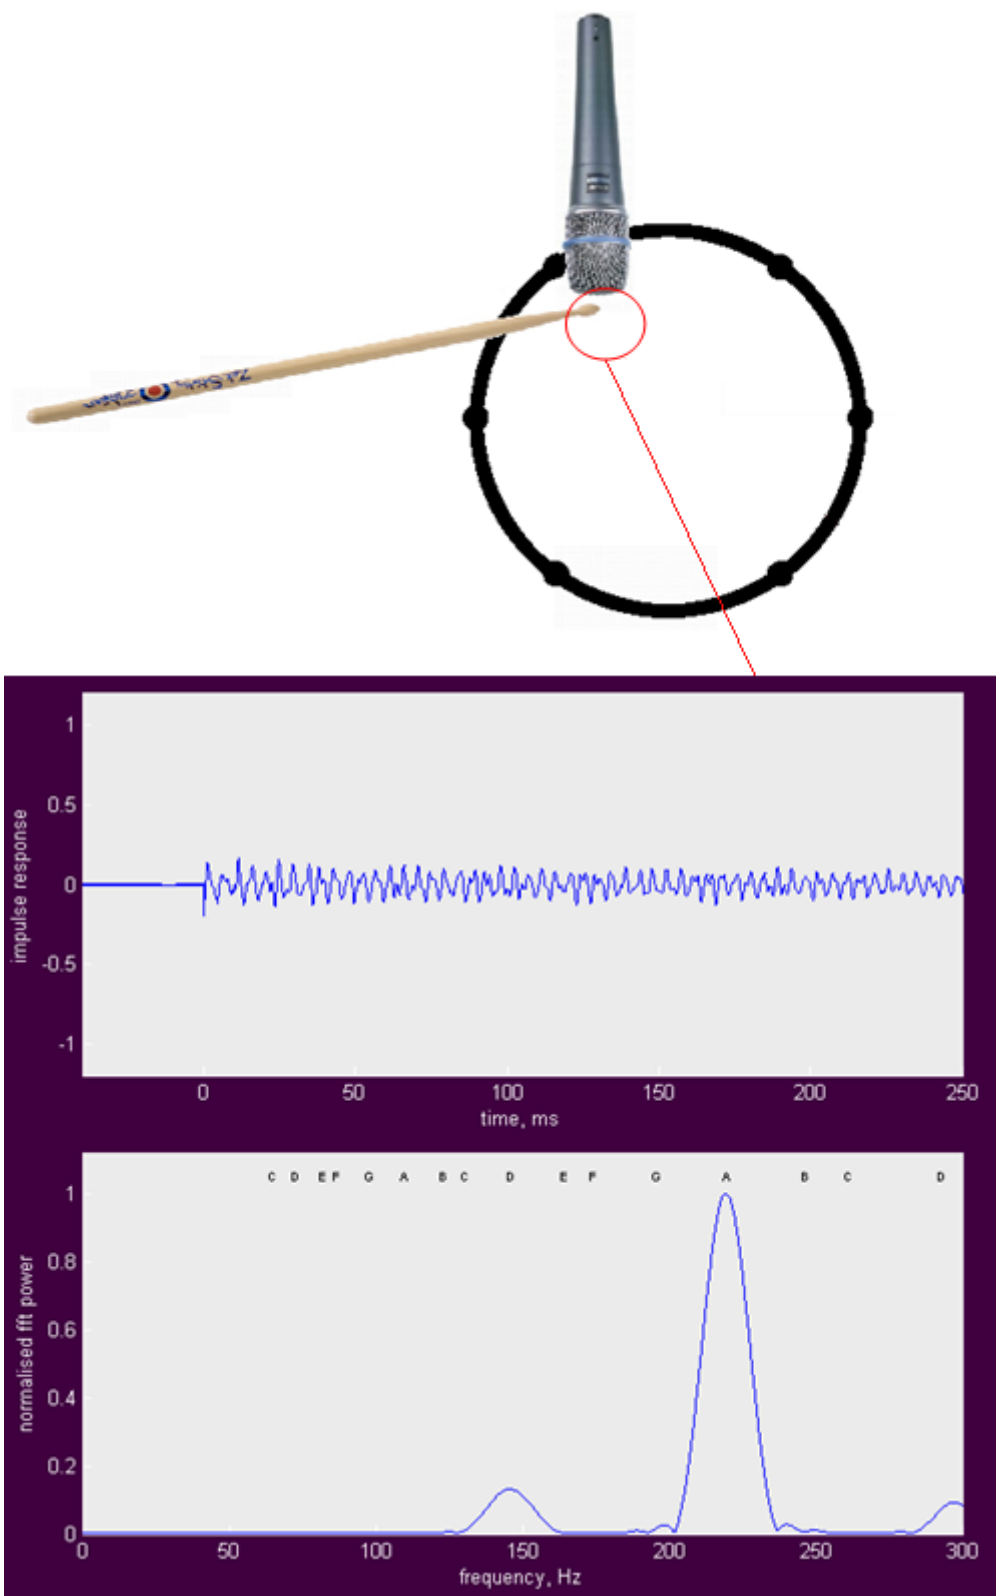 1
0.5
0
-0.5
-1
impulse response
0 50 100 150 200 250
time, ms
C D E F G A B C D E F G A B C D
1
0.8
0.6
0.4
0.2
0
normalised fft power
0 50 100 150 200 250 300
frequency, Hz